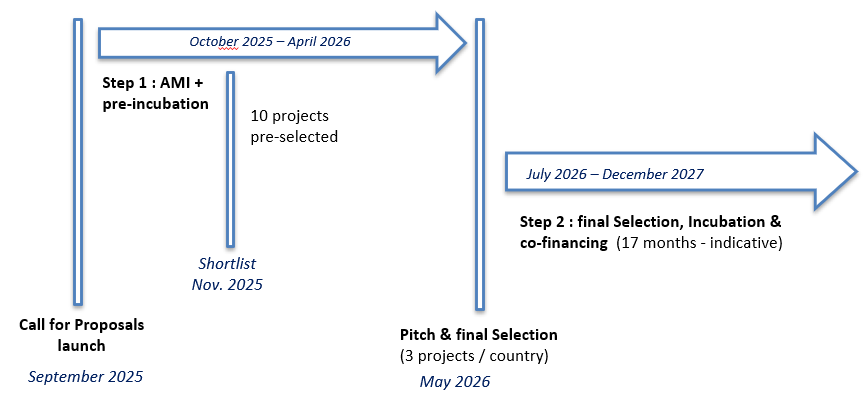 October 2025 – April 2026
Step 1 : AMI +
pre-incubation
10 projects
pre-selected
July 2026 – December 2027
Step 2 : final Selection, Incubation &
co-financing (17 months - indicative)
Shortlist
Nov. 2025
Call for Proposals
launch
September 2025
Pitch & final Selection
(3 projects / country)
May 2026